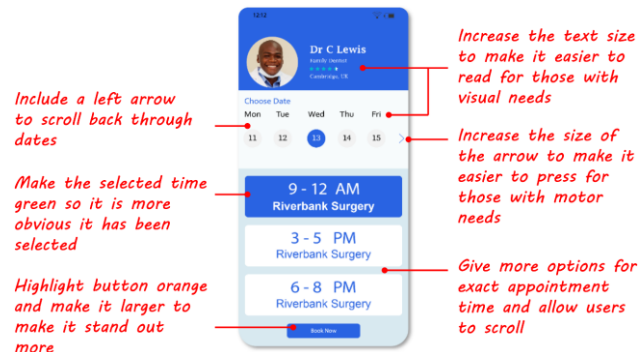 12:12
Dr C Lewis
Family Dentist
Cambridge, UK
Choose Date
Mon Tue Wed Thu Fri
11 12 13 14 15
9 - 12 AM
Riverbank Surgery
3 - 5 PM
Riverbank Surgery
6 - 8 PM
Riverbank Surgery
Book Now
Include a left arrow
to scroll back through
dates
Make the selected time
green so it is more
obvious it has been
selected
Highlight button orange
and make it larger to
make it stand out
more
Increase the text size
to make it easier to
read for those with
visual needs
Increase the size of
the arrow to make it
easier to press for
those with motor
needs
Give more options for
exact appointment
time and allow users
to scroll